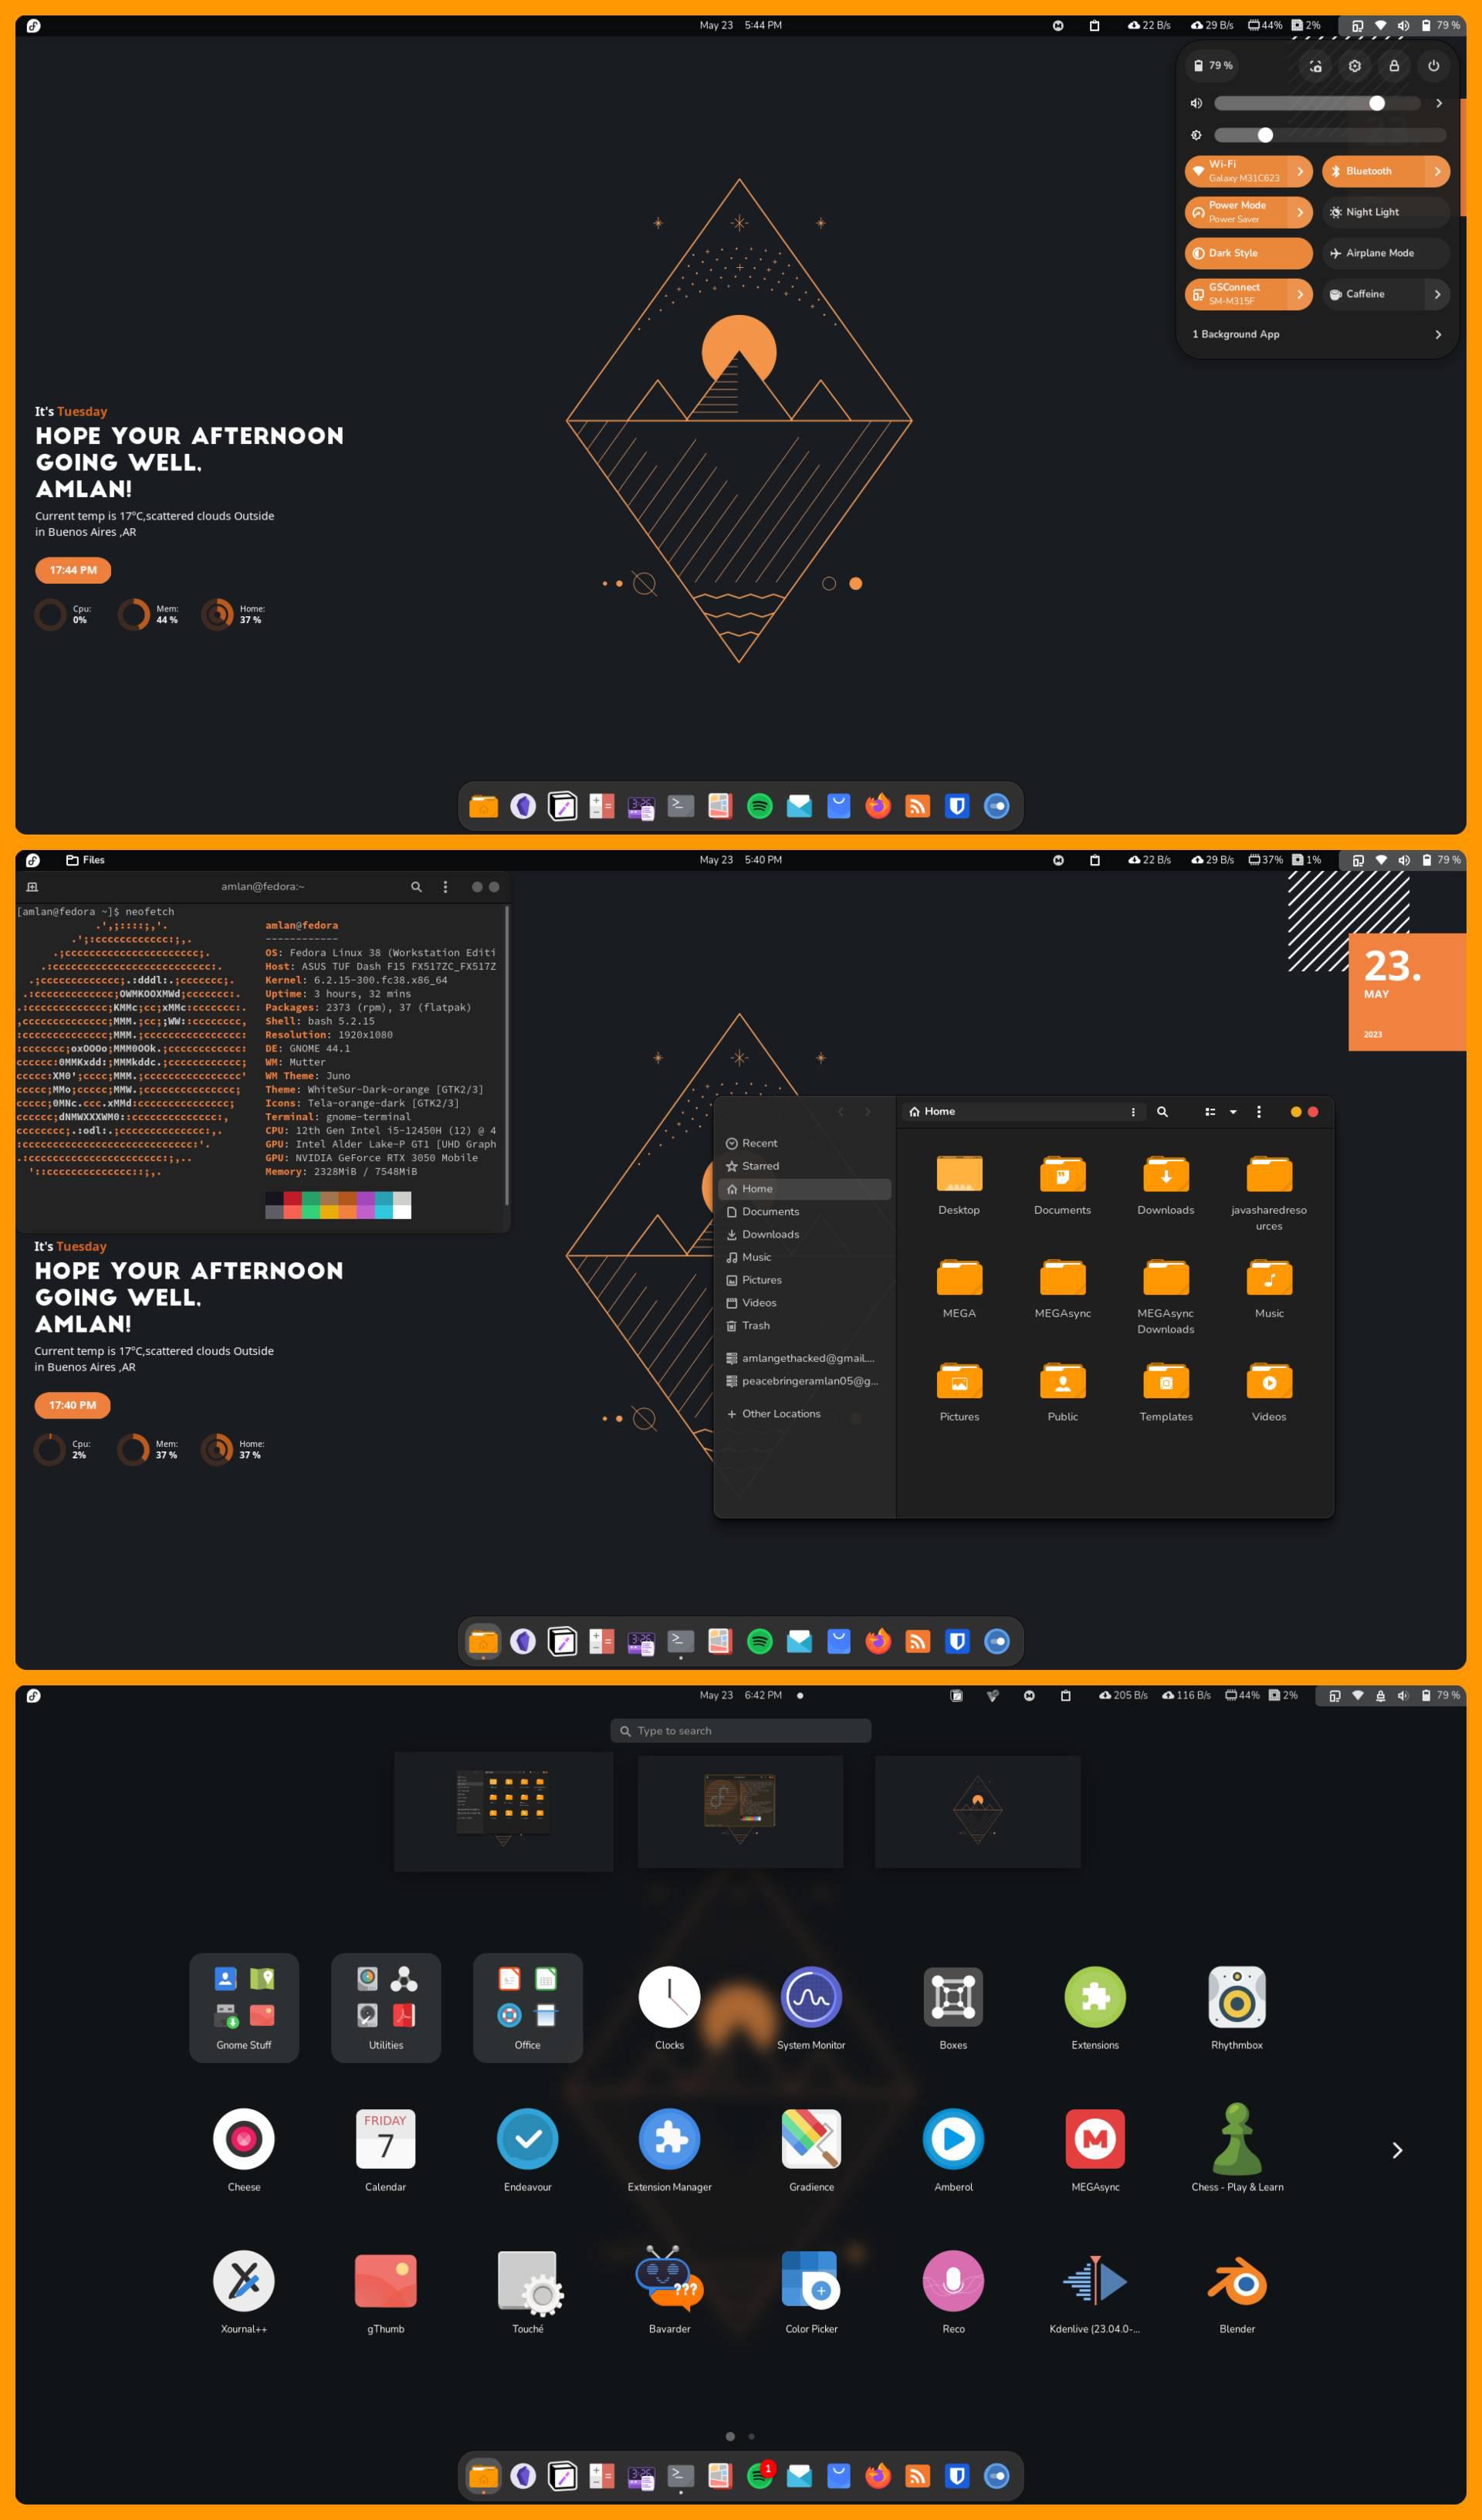 May 23 5:44 PM
22 B/s 29 B/s 44% 2% 79 %
79 %
Wi-Fi
Galaxy M31C623
Bluetooth
Power Mode
Power Saver
Night Light
Dark Style
Airplane Mode
GSConnect
SM-M315F
Caffeine
1 Background App
It's Tuesday
HOPE YOUR AFTERNOON
GOING WELL,
AMLAN!
Current temp is 17°C,scattered clouds Outside
in Buenos Aires ,AR
17:44 PM
Cpu:
0%
Mem:
44 %
Home:
37 %
Files
May 23 5:40 PM
22 B/s 29 B/s 37% 1% 79 %
amlan@fedora:~
[amlan@fedora ~]$ neofetch
amlan@fedora
------------
OS: Fedora Linux 38 (Workstation Editi
Host: ASUS TUF Dash F15 FX517ZC_FX517Z
Kernel: 6.2.15-300.fc38.x86_64
Uptime: 3 hours, 32 mins
Packages: 2373 (rpm), 37 (flatpak)
Shell: bash 5.2.15
Resolution: 1920x1080
DE: GNOME 44.1
WM: Mutter
WM Theme: Juno
Theme: WhiteSur-Dark-orange [GTK2/3]
Icons: Tela-orange-dark [GTK2/3]
Terminal: gnome-terminal
CPU: 12th Gen Intel i5-12450H (12) @ 4
GPU: Intel Alder Lake-P GT1 [UHD Graph
GPU: NVIDIA GeForce RTX 3050 Mobile
Memory: 2328MiB / 7548MiB
23.
MAY
2023
Home
Recent
Starred
Home
Documents
Downloads
Music
Pictures
Videos
Trash
amlangethacked@gmail....
peacebringeramlan05@g...
Other Locations
Desktop
Documents
Downloads
javasharedreso
urces
MEGA
MEGAsync
MEGAsync
Downloads
Music
Pictures
Public
Templates
Videos
It's Tuesday
HOPE YOUR AFTERNOON
GOING WELL,
AMLAN!
Current temp is 17°C,scattered clouds Outside
in Buenos Aires ,AR
17:40 PM
Cpu:
2%
Mem:
37 %
Home:
37 %
May 23 6:42 PM
205 B/s 116 B/s 44% 2% 79 %
Type to search
Gnome Stuff
Utilities
Office
Clocks
System Monitor
Boxes
Extensions
Rhythmbox
FRIDAY
7
Cheese
Calendar
Endeavour
Extension Manager
Gradience
Amberol
MEGAsync
Chess - Play & Learn
???
Xournal++
gThumb
Touché
Bavarder
Color Picker
Reco
Kdenlive (23.04.0-...
Blender
1